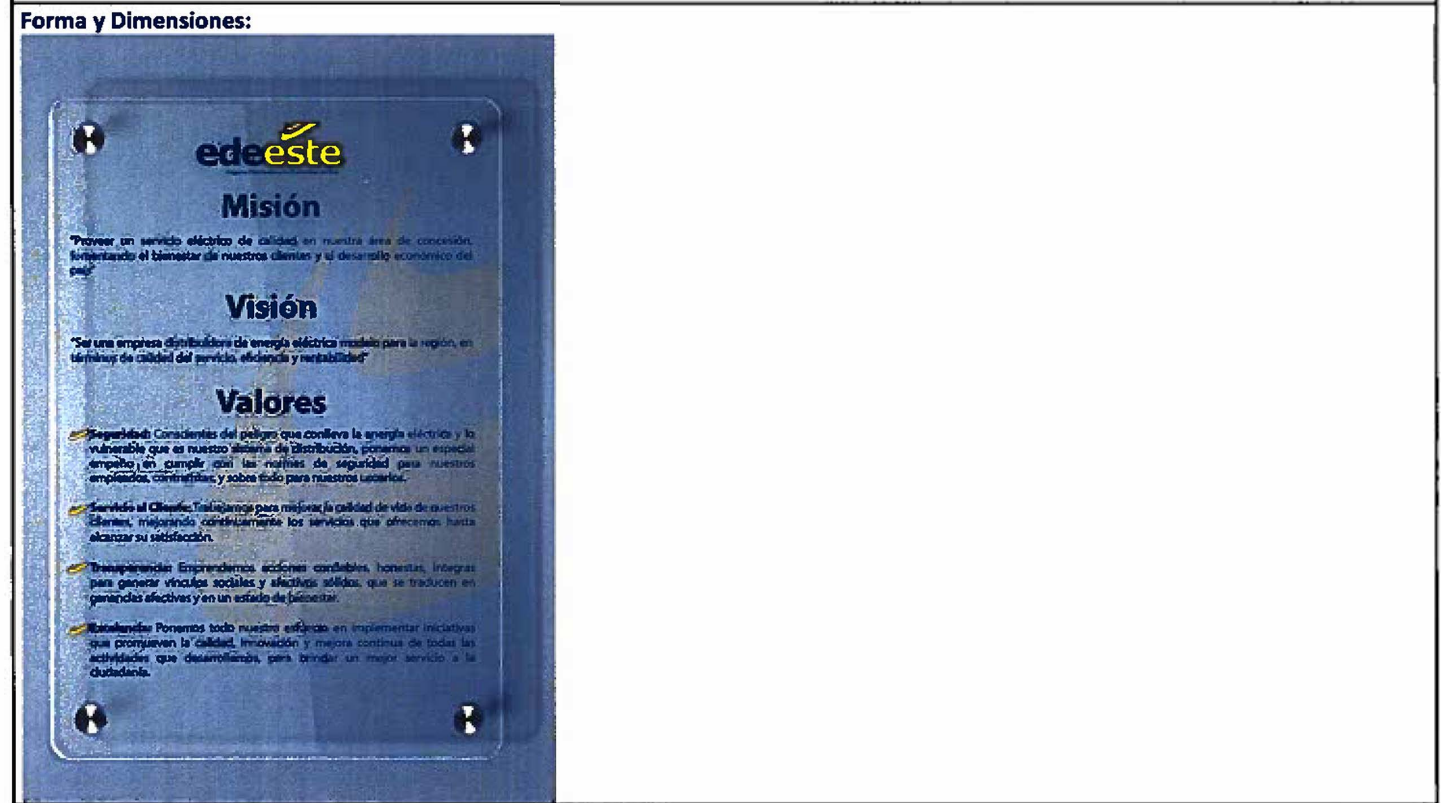 Forma y Dimensiones:
edeeste
Misión
"Proveer un servicio eléctrico de calidad en nuestra área de concesión,
fomentando el bienestar de nuestros clientes y el desarrollo económico del
país"
Visión
"Ser una empresa distribuidora de energía eléctrica modelo para la región, en
términos de calidad del servicio, eficiencia y rentabilidad"
Valores
Seguridad: Conscientes del peligro que conlleva la energía eléctrica y lo
vulnerable que es nuestro sistema de distribución, ponemos un especial
empeño en cumplir con las normas de seguridad para nuestros
empleados, contratistas, y sobre todo para nuestros usuarios.
Servicio al Cliente: Trabajamos para mejorar la calidad de vida de nuestros
clientes, mejorando continuamente los servicios que ofrecemos hasta
alcanzar su satisfacción.
Transparencia: Emprendemos acciones confiables, honestas, íntegras
para generar vínculos sociales y afectivos sólidos, que se traducen en
ganancias afectivas y en un estado de bienestar.
Excelencia: Ponemos todo nuestro esfuerzo en implementar iniciativas
que promueven la calidad, innovación y mejora continua de todas las
actividades que desarrollamos, para brindar un mejor servicio a la
ciudadanía.